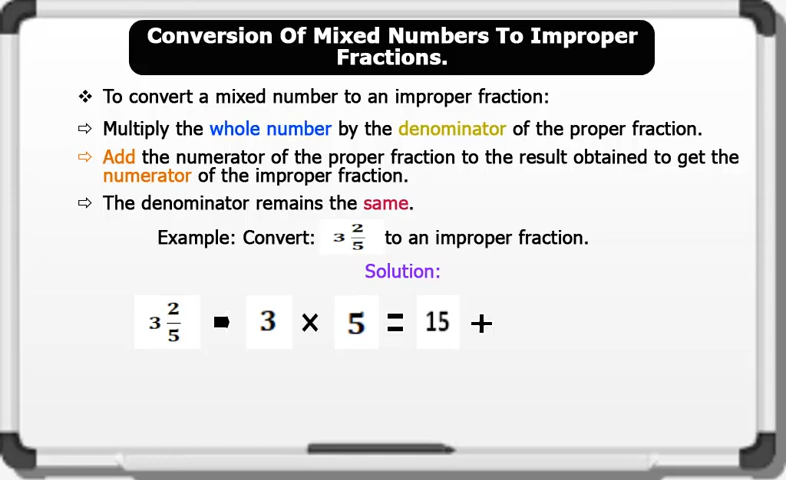 Conversion Of Mixed Numbers To Improper
Fractions.
❖ To convert a mixed number to an improper fraction:
⇨ Multiply the whole number by the denominator of the proper fraction.
⇨ Add the numerator of the proper fraction to the result obtained to get the
numerator of the improper fraction.
⇨ The denominator remains the same.
Example: Convert: 3 2/5 to an improper fraction.
Solution:
3 2/5 ➡ 3 × 5 = 15 +